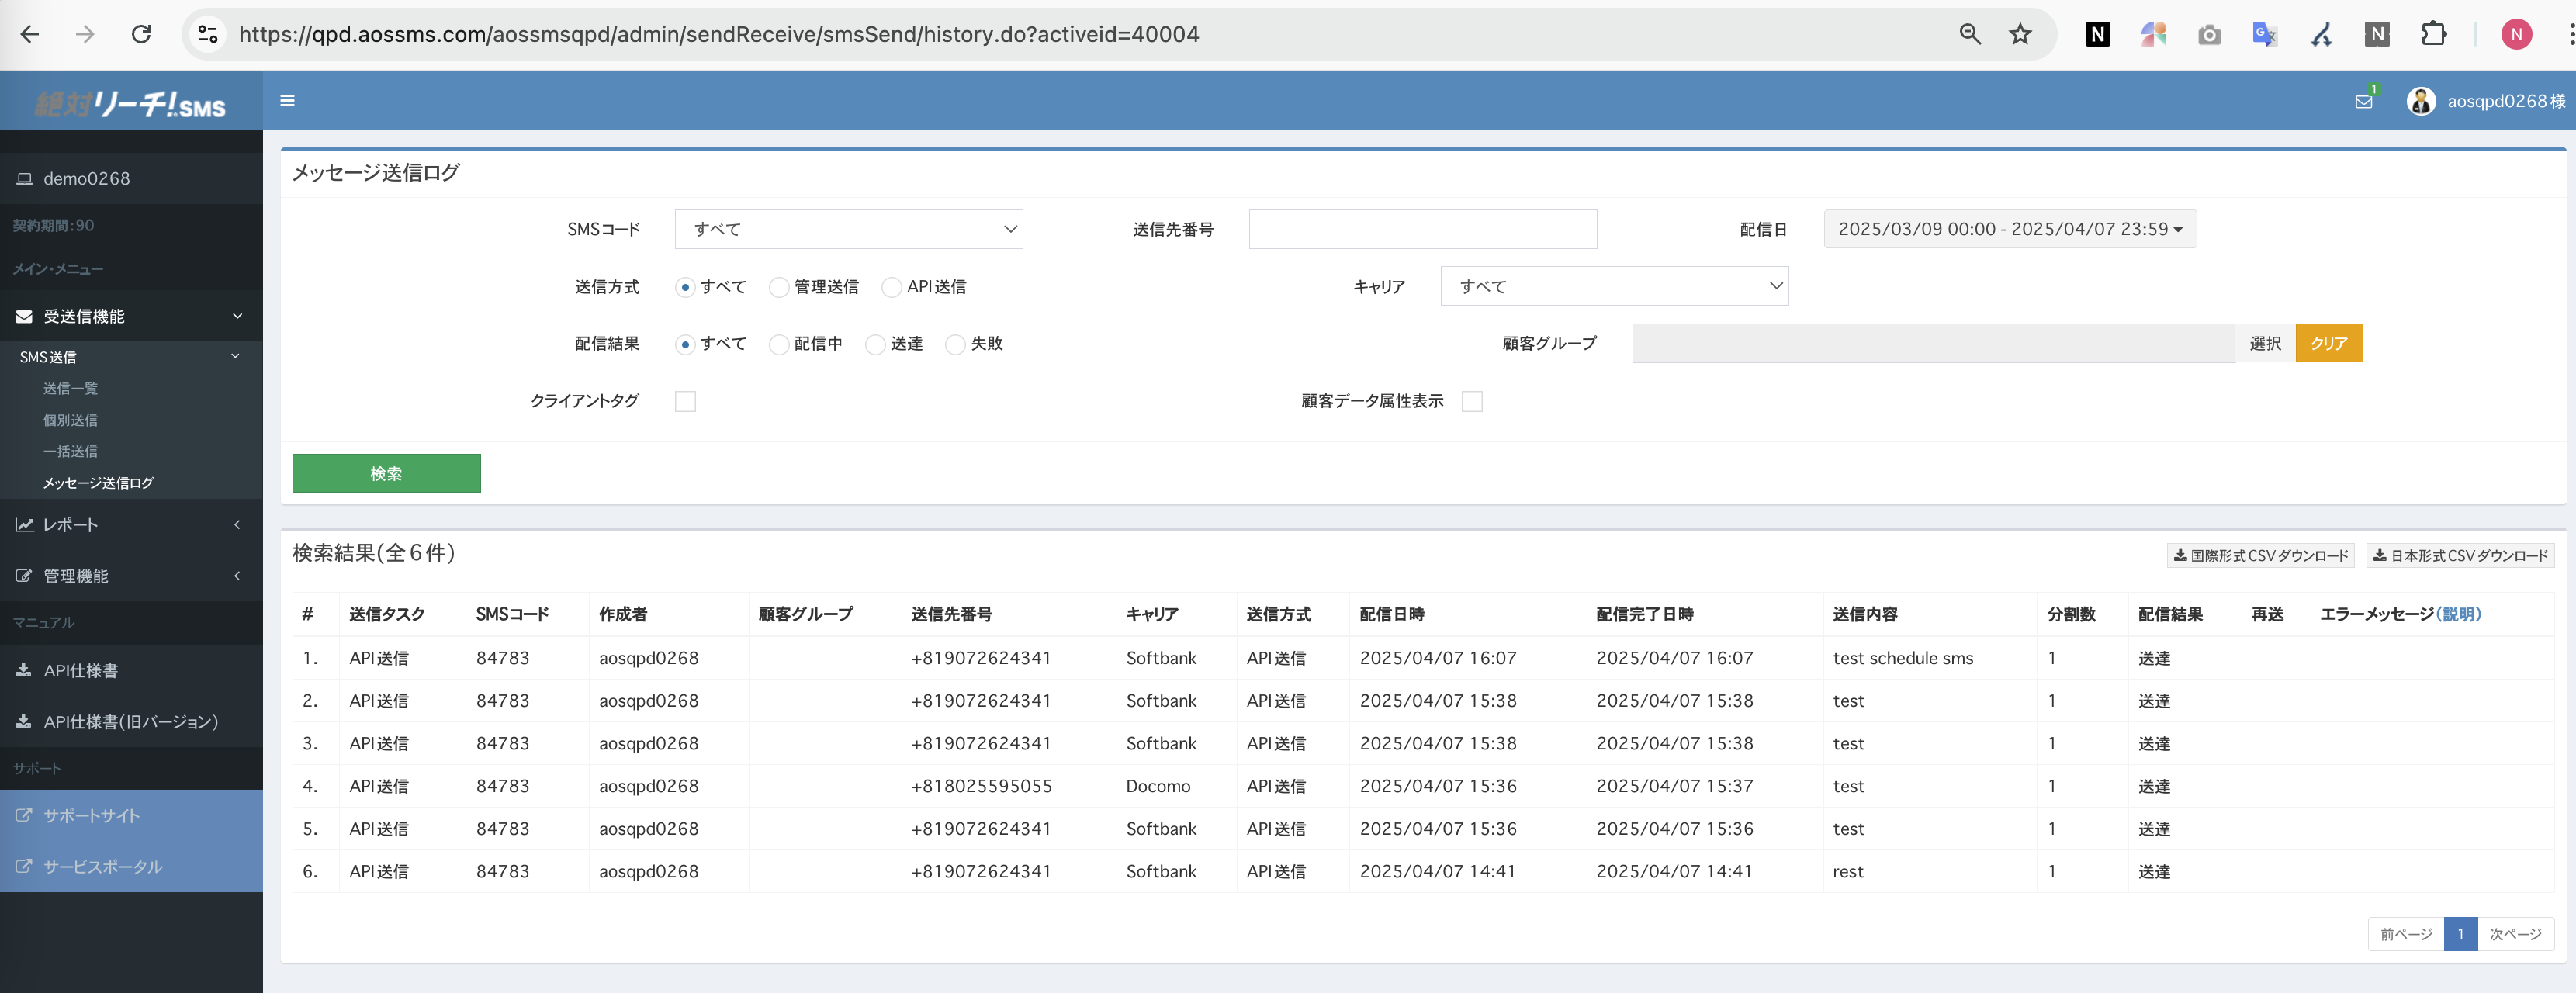 https://qpd.aossms.com/aossmsqpd/admin/sendReceive/smsSend/history.do?activeid=40004
N
N
N
絶対リーチ!SMS
1
aosqpd0268 様
demo0268
契約期間:90
メイン・メニュー
受送信機能
SMS 送信
送信一覧
個別送信
一括送信
メッセージ送信ログ
レポート
管理機能
マニュアル
API仕様書
API仕様書(旧バージョン)
サポート
サポートサイト
サービスポータル
メッセージ送信ログ
SMSコード すべて 送信先番号 配信日 2025/03/09 00:00 - 2025/04/07 23:59
送信方式 すべて 管理送信 API送信 キャリア すべて
配信結果 すべて 配信中 送達 失敗 顧客グループ 選択 クリア
クライアントタグ 顧客データ属性表示
検索
検索結果(全 6 件)
国際形式CSVダウンロード 日本形式CSVダウンロード
# 送信タスク SMSコード 作成者 顧客グループ 送信先番号 キャリア 送信方式 配信日時 配信完了日時 送信内容 分割数 配信結果 再送 エラーメッセージ(説明)
1. API送信 84783 aosqpd0268 +819072624341 Softbank API送信 2025/04/07 16:07 2025/04/07 16:07 test schedule sms 1 送達
2. API送信 84783 aosqpd0268 +819072624341 Softbank API送信 2025/04/07 15:38 2025/04/07 15:38 test 1 送達
3. API送信 84783 aosqpd0268 +819072624341 Softbank API送信 2025/04/07 15:38 2025/04/07 15:38 test 1 送達
4. API送信 84783 aosqpd0268 +818025595055 Docomo API送信 2025/04/07 15:36 2025/04/07 15:37 test 1 送達
5. API送信 84783 aosqpd0268 +819072624341 Softbank API送信 2025/04/07 15:36 2025/04/07 15:36 test 1 送達
6. API送信 84783 aosqpd0268 +819072624341 Softbank API送信 2025/04/07 14:41 2025/04/07 14:41 rest 1 送達
前ページ 1 次ページ